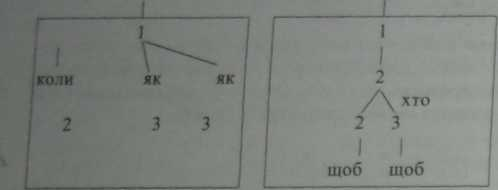 1
коли як як
2 3 3
1
2
хто
2 3
щоб щоб